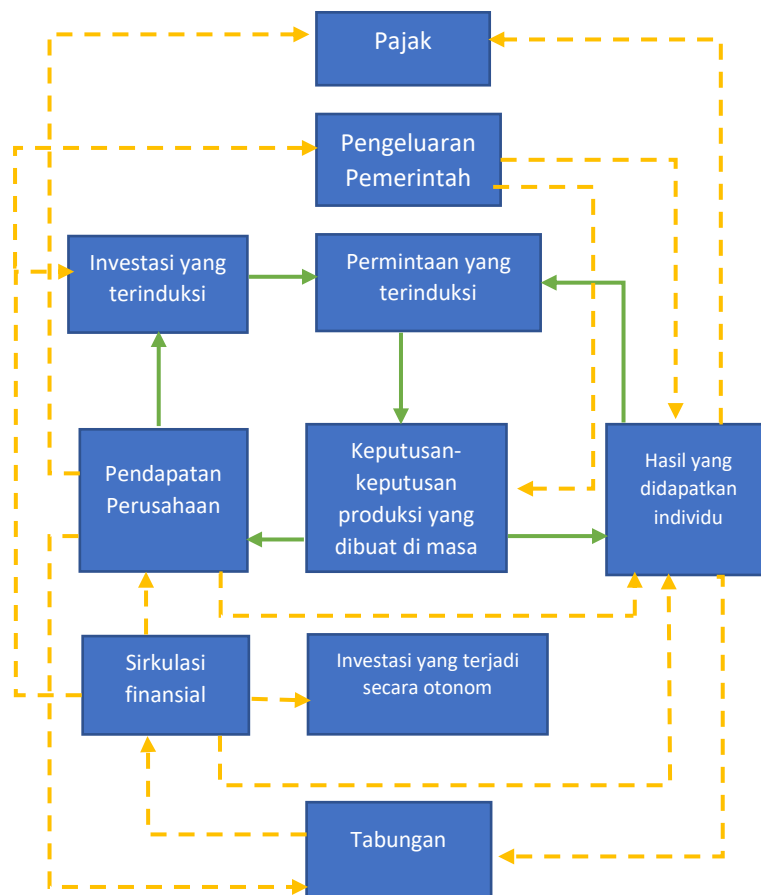 Pajak
Pengeluaran
Pemerintah
Investasi yang
terinduksi
Permintaan yang
terinduksi
Pendapatan
Perusahaan
Keputusan-
keputusan
produksi yang
dibuat di masa
Hasil yang
didapatkan
individu
Sirkulasi
finansial
Investasi yang terjadi
secara otonom
Tabungan